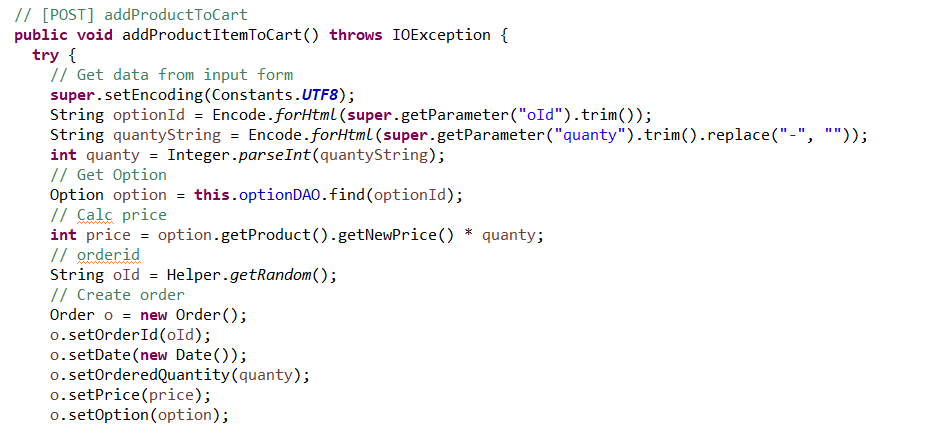 // [POST] addProductToCart
public void addProductItemToCart() throws IOException {
try {
// Get data from input form
super.setEncoding(Constants.UTF8);
String optionId = Encode.forHtml(super.getParameter("oId").trim());
String quantyString = Encode.forHtml(super.getParameter("quanty").trim().replace("-", ""));
int quanty = Integer.parseInt(quantyString);
// Get Option
Option option = this.optionDAO.find(optionId);
// Calc price
int price = option.getProduct().getNewPrice() * quanty;
// orderid
String oId = Helper.getRandom();
// Create order
Order o = new Order();
o.setOrderId(oId);
o.setDate(new Date());
o.setOrderedQuantity(quanty);
o.setPrice(price);
o.setOption(option);